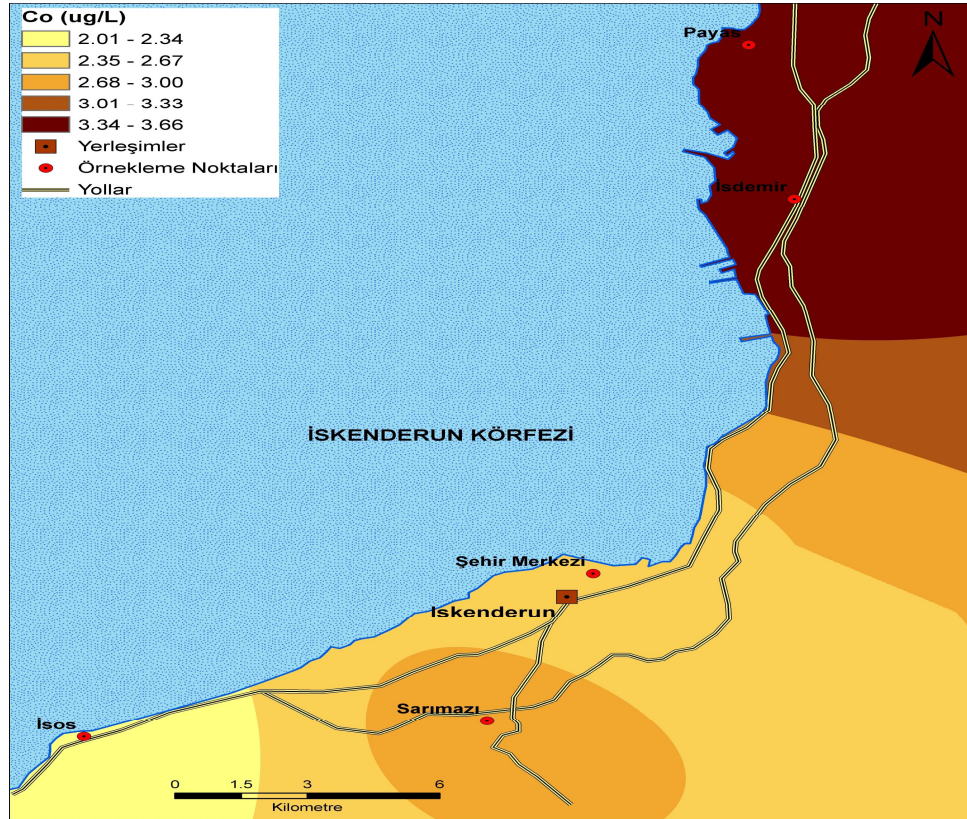 Co (ug/L)
2.01 - 2.34
2.35 - 2.67
2.68 - 3.00
3.01 - 3.33
3.34 - 3.66
Yerleşimler
Örnekleme Noktaları
Yollar
Payas
N
İsdemir
İSKENDERUN KÖRFEZİ
Şehir Merkezi
İskenderun
Sarımazı
İsos
0 1.5 3 6
Kilometre